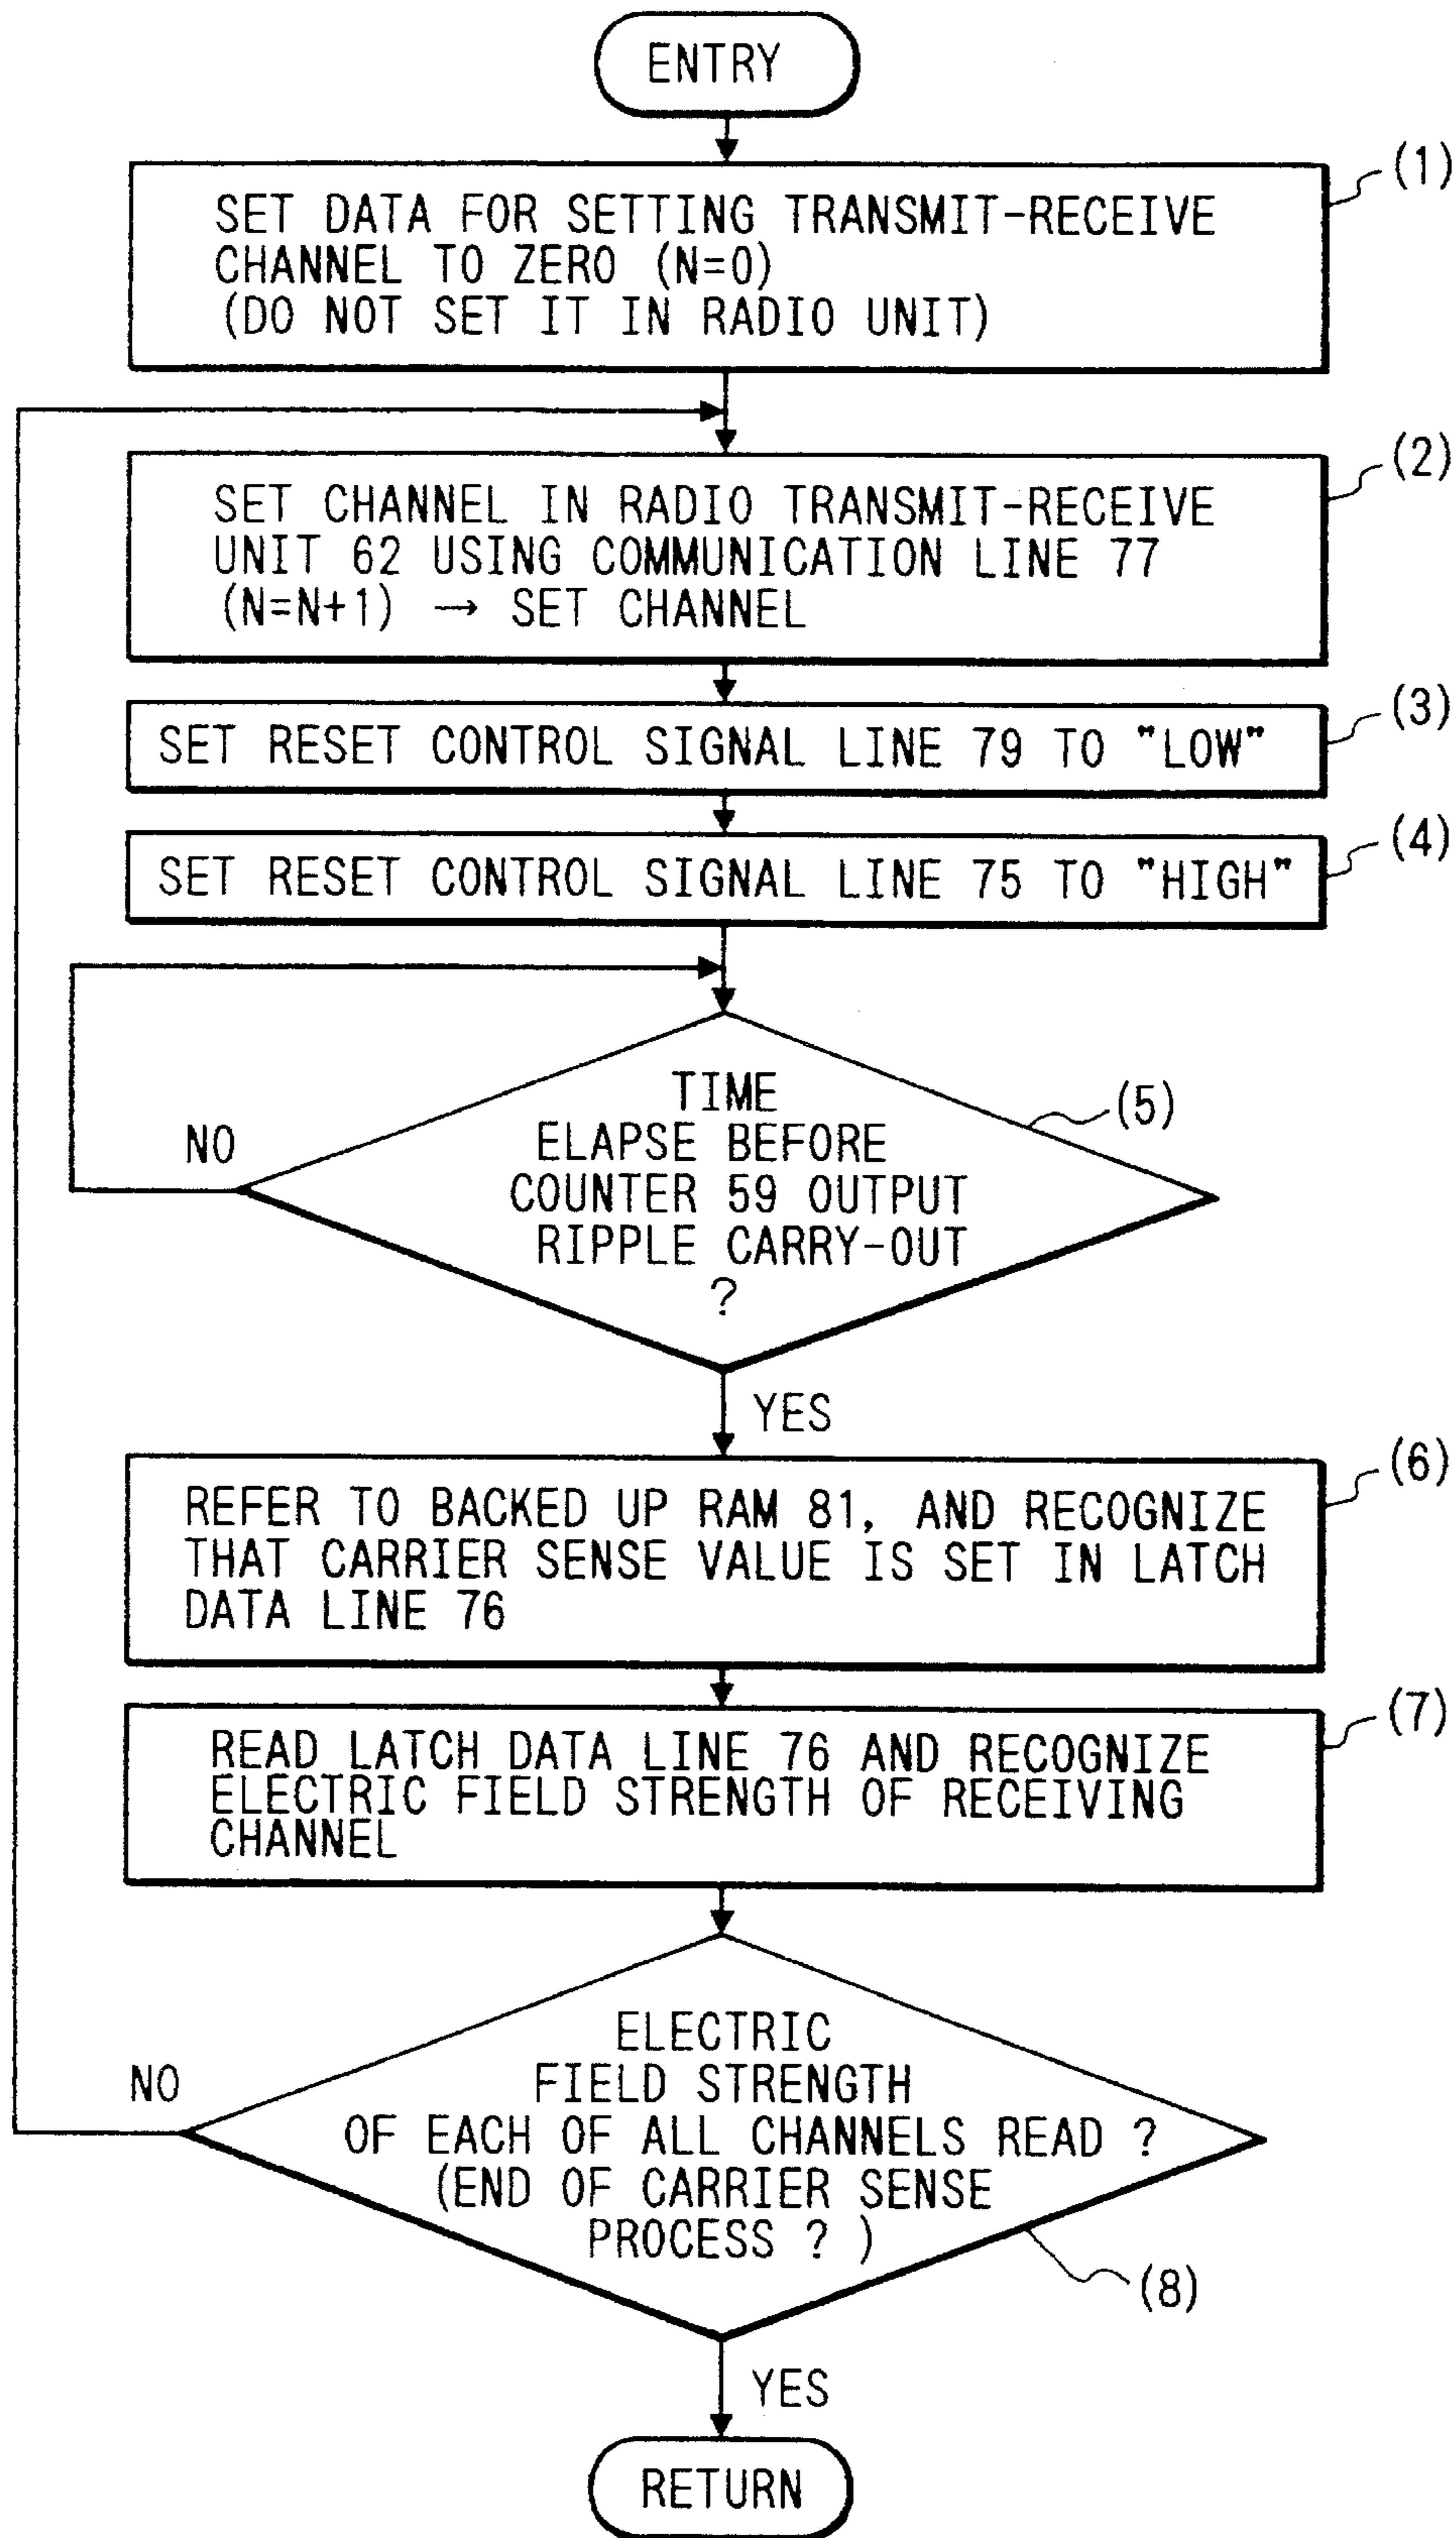 ENTRY
(1)
SET DATA FOR SETTING TRANSMIT-RECEIVE
CHANNEL TO ZERO (N=0)
(DO NOT SET IT IN RADIO UNIT)
(2)
SET CHANNEL IN RADIO TRANSMIT-RECEIVE
UNIT 62 USING COMMUNICATION LINE 77
(N=N+1) → SET CHANNEL
(3)
SET RESET CONTROL SIGNAL LINE 79 TO "LOW"
(4)
SET RESET CONTROL SIGNAL LINE 75 TO "HIGH"
TIME
ELAPSE BEFORE
COUNTER 59 OUTPUT
RIPPLE CARRY-OUT
?
(5)
NO
YES
(6)
REFER TO BACKED UP RAM 81, AND RECOGNIZE
THAT CARRIER SENSE VALUE IS SET IN LATCH
DATA LINE 76
(7)
READ LATCH DATA LINE 76 AND RECOGNIZE
ELECTRIC FIELD STRENGTH OF RECEIVING
CHANNEL
ELECTRIC
FIELD STRENGTH
OF EACH OF ALL CHANNELS READ ?
(END OF CARRIER SENSE
PROCESS ? )
NO
(8)
YES
RETURN